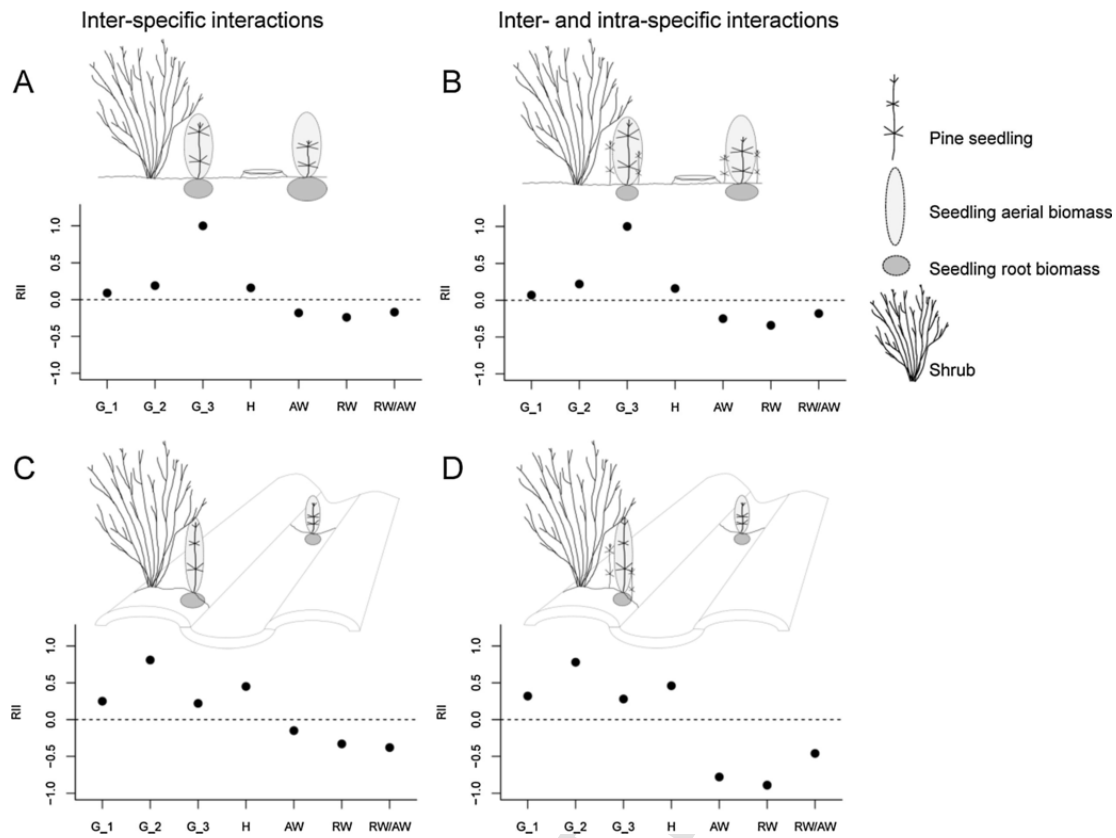 Inter-specific interactions
Inter- and intra-specific interactions
A
RII
1.0
0.5
0.0
−0.5
−1.0
G_1 G_2 G_3 H AW RW RW/AW
B
RII
1.0
0.5
0.0
−0.5
−1.0
G_1 G_2 G_3 H AW RW RW/AW
Pine seedling
Seedling aerial biomass
Seedling root biomass
Shrub
C
RII
1.0
0.5
0.0
−0.5
−1.0
G_1 G_2 G_3 H AW RW RW/AW
D
RII
1.0
0.5
0.0
−0.5
−1.0
G_1 G_2 G_3 H AW RW RW/AW